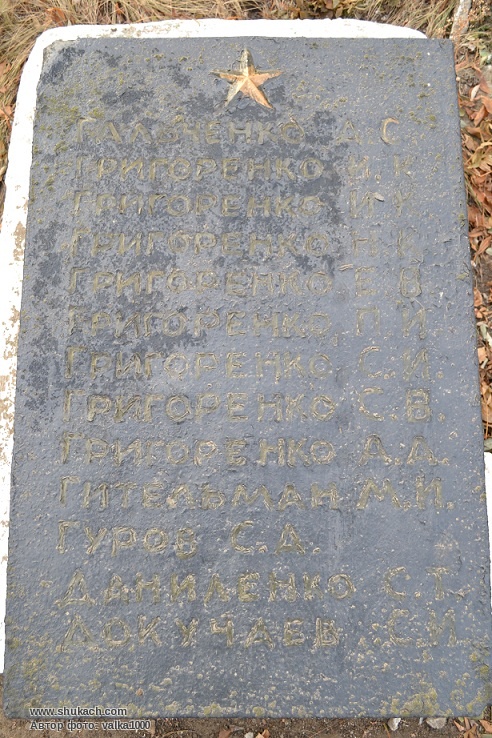 ГАЛЬЧЕНКО А.С.
ГРИГОРЕНКО Н.К.
ГРИГОРЕНКО И.К.
ГРИГОРЕНКО Н.И.
ГРИГОРЕНКО Е.В.
ГРИГОРЕНКО П.И.
ГРИГОРЕНКО С.И.
ГРИГОРЕНКО С.В.
ГРИГОРЕНКО А.А.
ГИТЕЛЬМАН М.И.
ГУРОВ С.А.
ДАНИЛЕНКО С.Т.
ДОКУЧАЕВ С.И.
www.shukach.com
Автор фото: valka1000